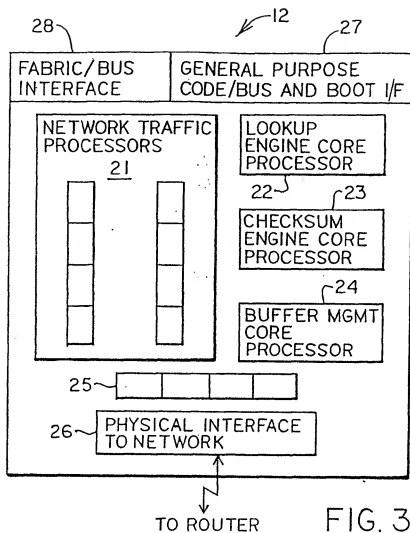 12
28
27
FABRIC/BUS
INTERFACE
GENERAL PURPOSE
CODE/BUS AND BOOT I/F
NETWORK TRAFFIC
PROCESSORS
21
LOOKUP
ENGINE CORE
PROCESSOR
22
23
CHECKSUM
ENGINE CORE
PROCESSOR
24
BUFFER MGMT
CORE
PROCESSOR
25
26
PHYSICAL INTERFACE
TO NETWORK
TO ROUTER
FIG. 3